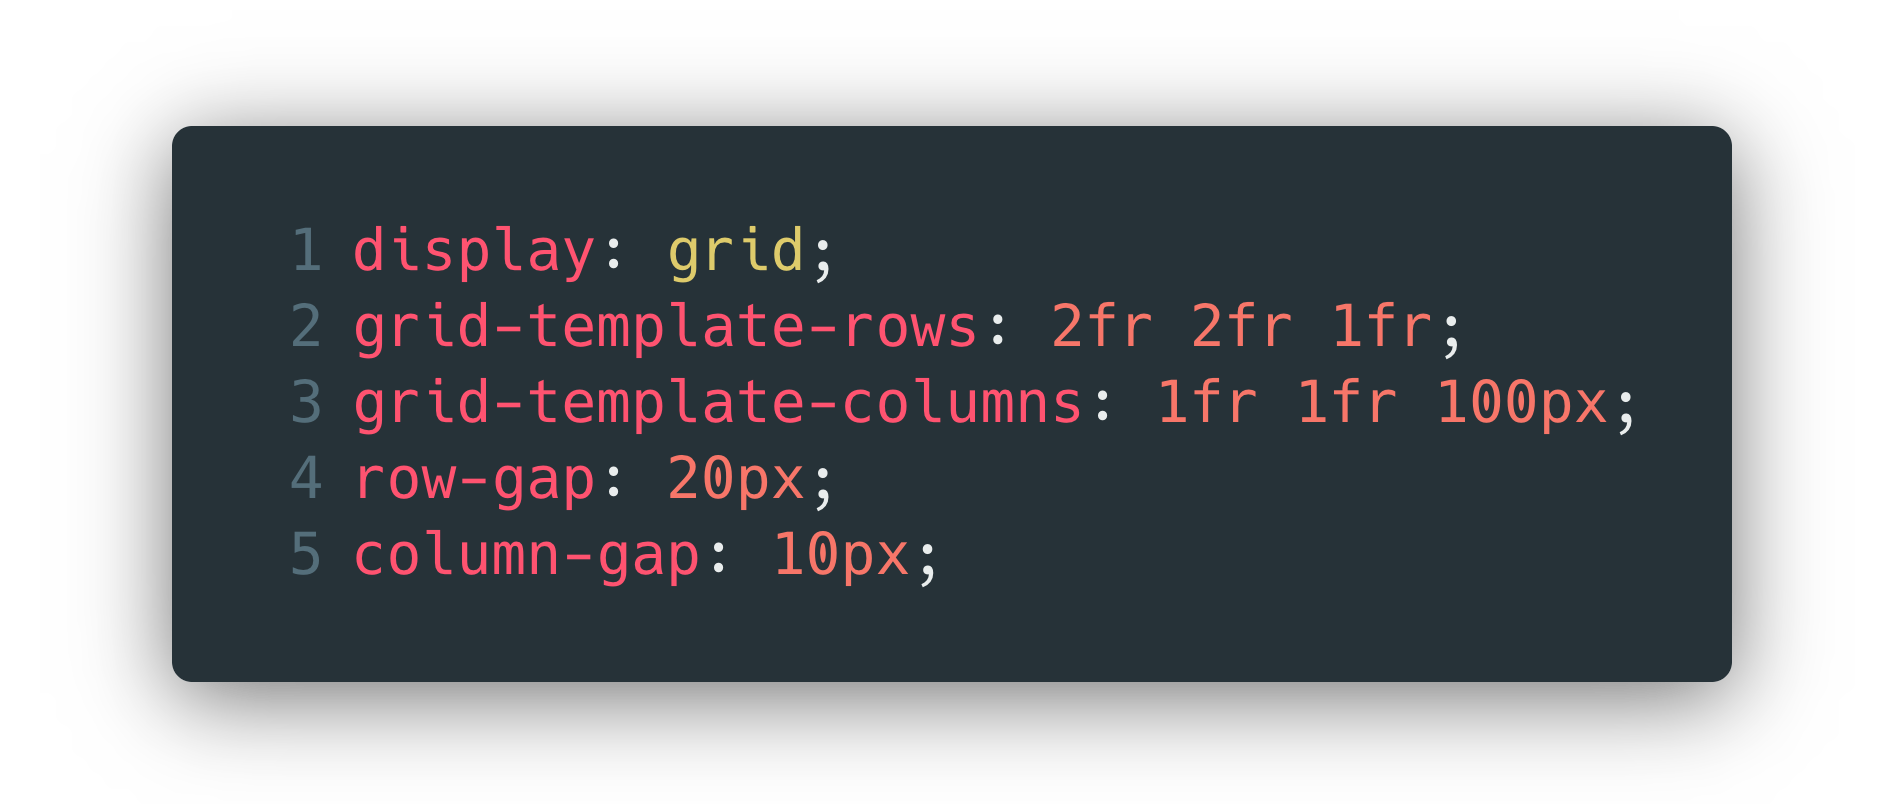 1 display: grid;
2 grid-template-rows: 2fr 2fr 1fr;
3 grid-template-columns: 1fr 1fr 100px;
4 row-gap: 20px;
5 column-gap: 10px;